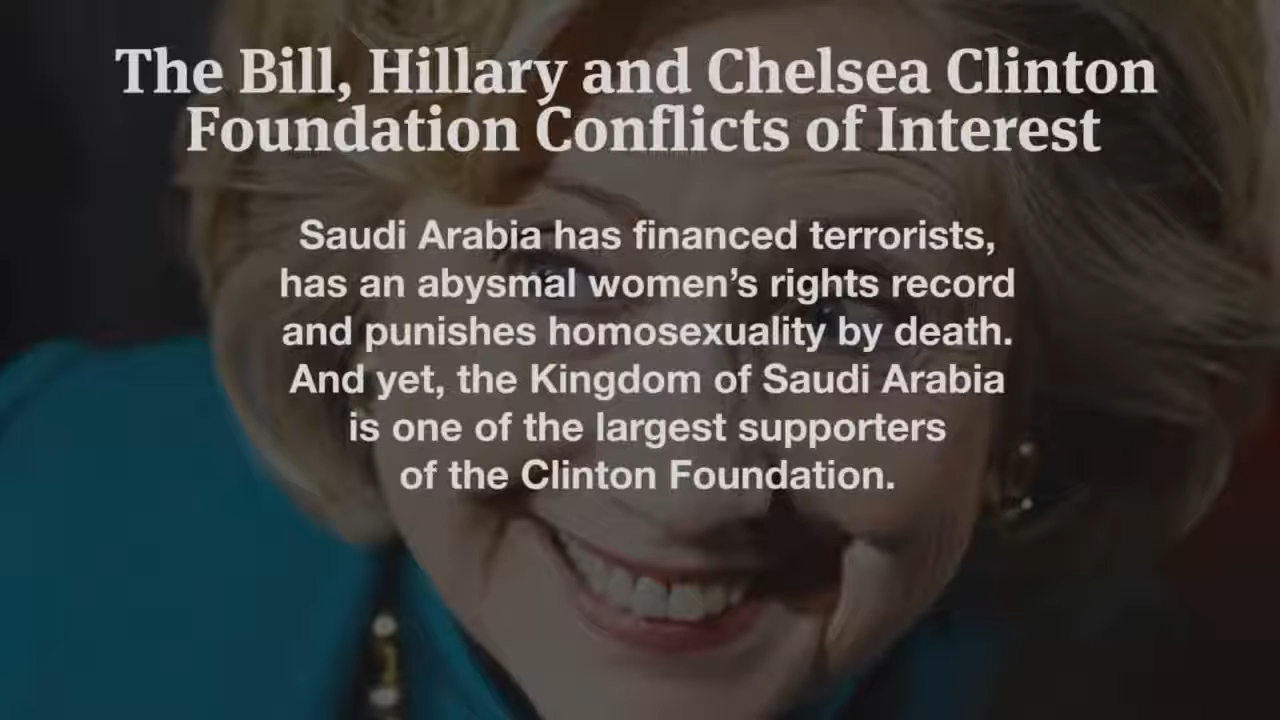 The Bill, Hillary and Chelsea Clinton
Foundation Conflicts of Interest
Saudi Arabia has financed terrorists,
has an abysmal women’s rights record
and punishes homosexuality by death.
And yet, the Kingdom of Saudi Arabia
is one of the largest supporters
of the Clinton Foundation.